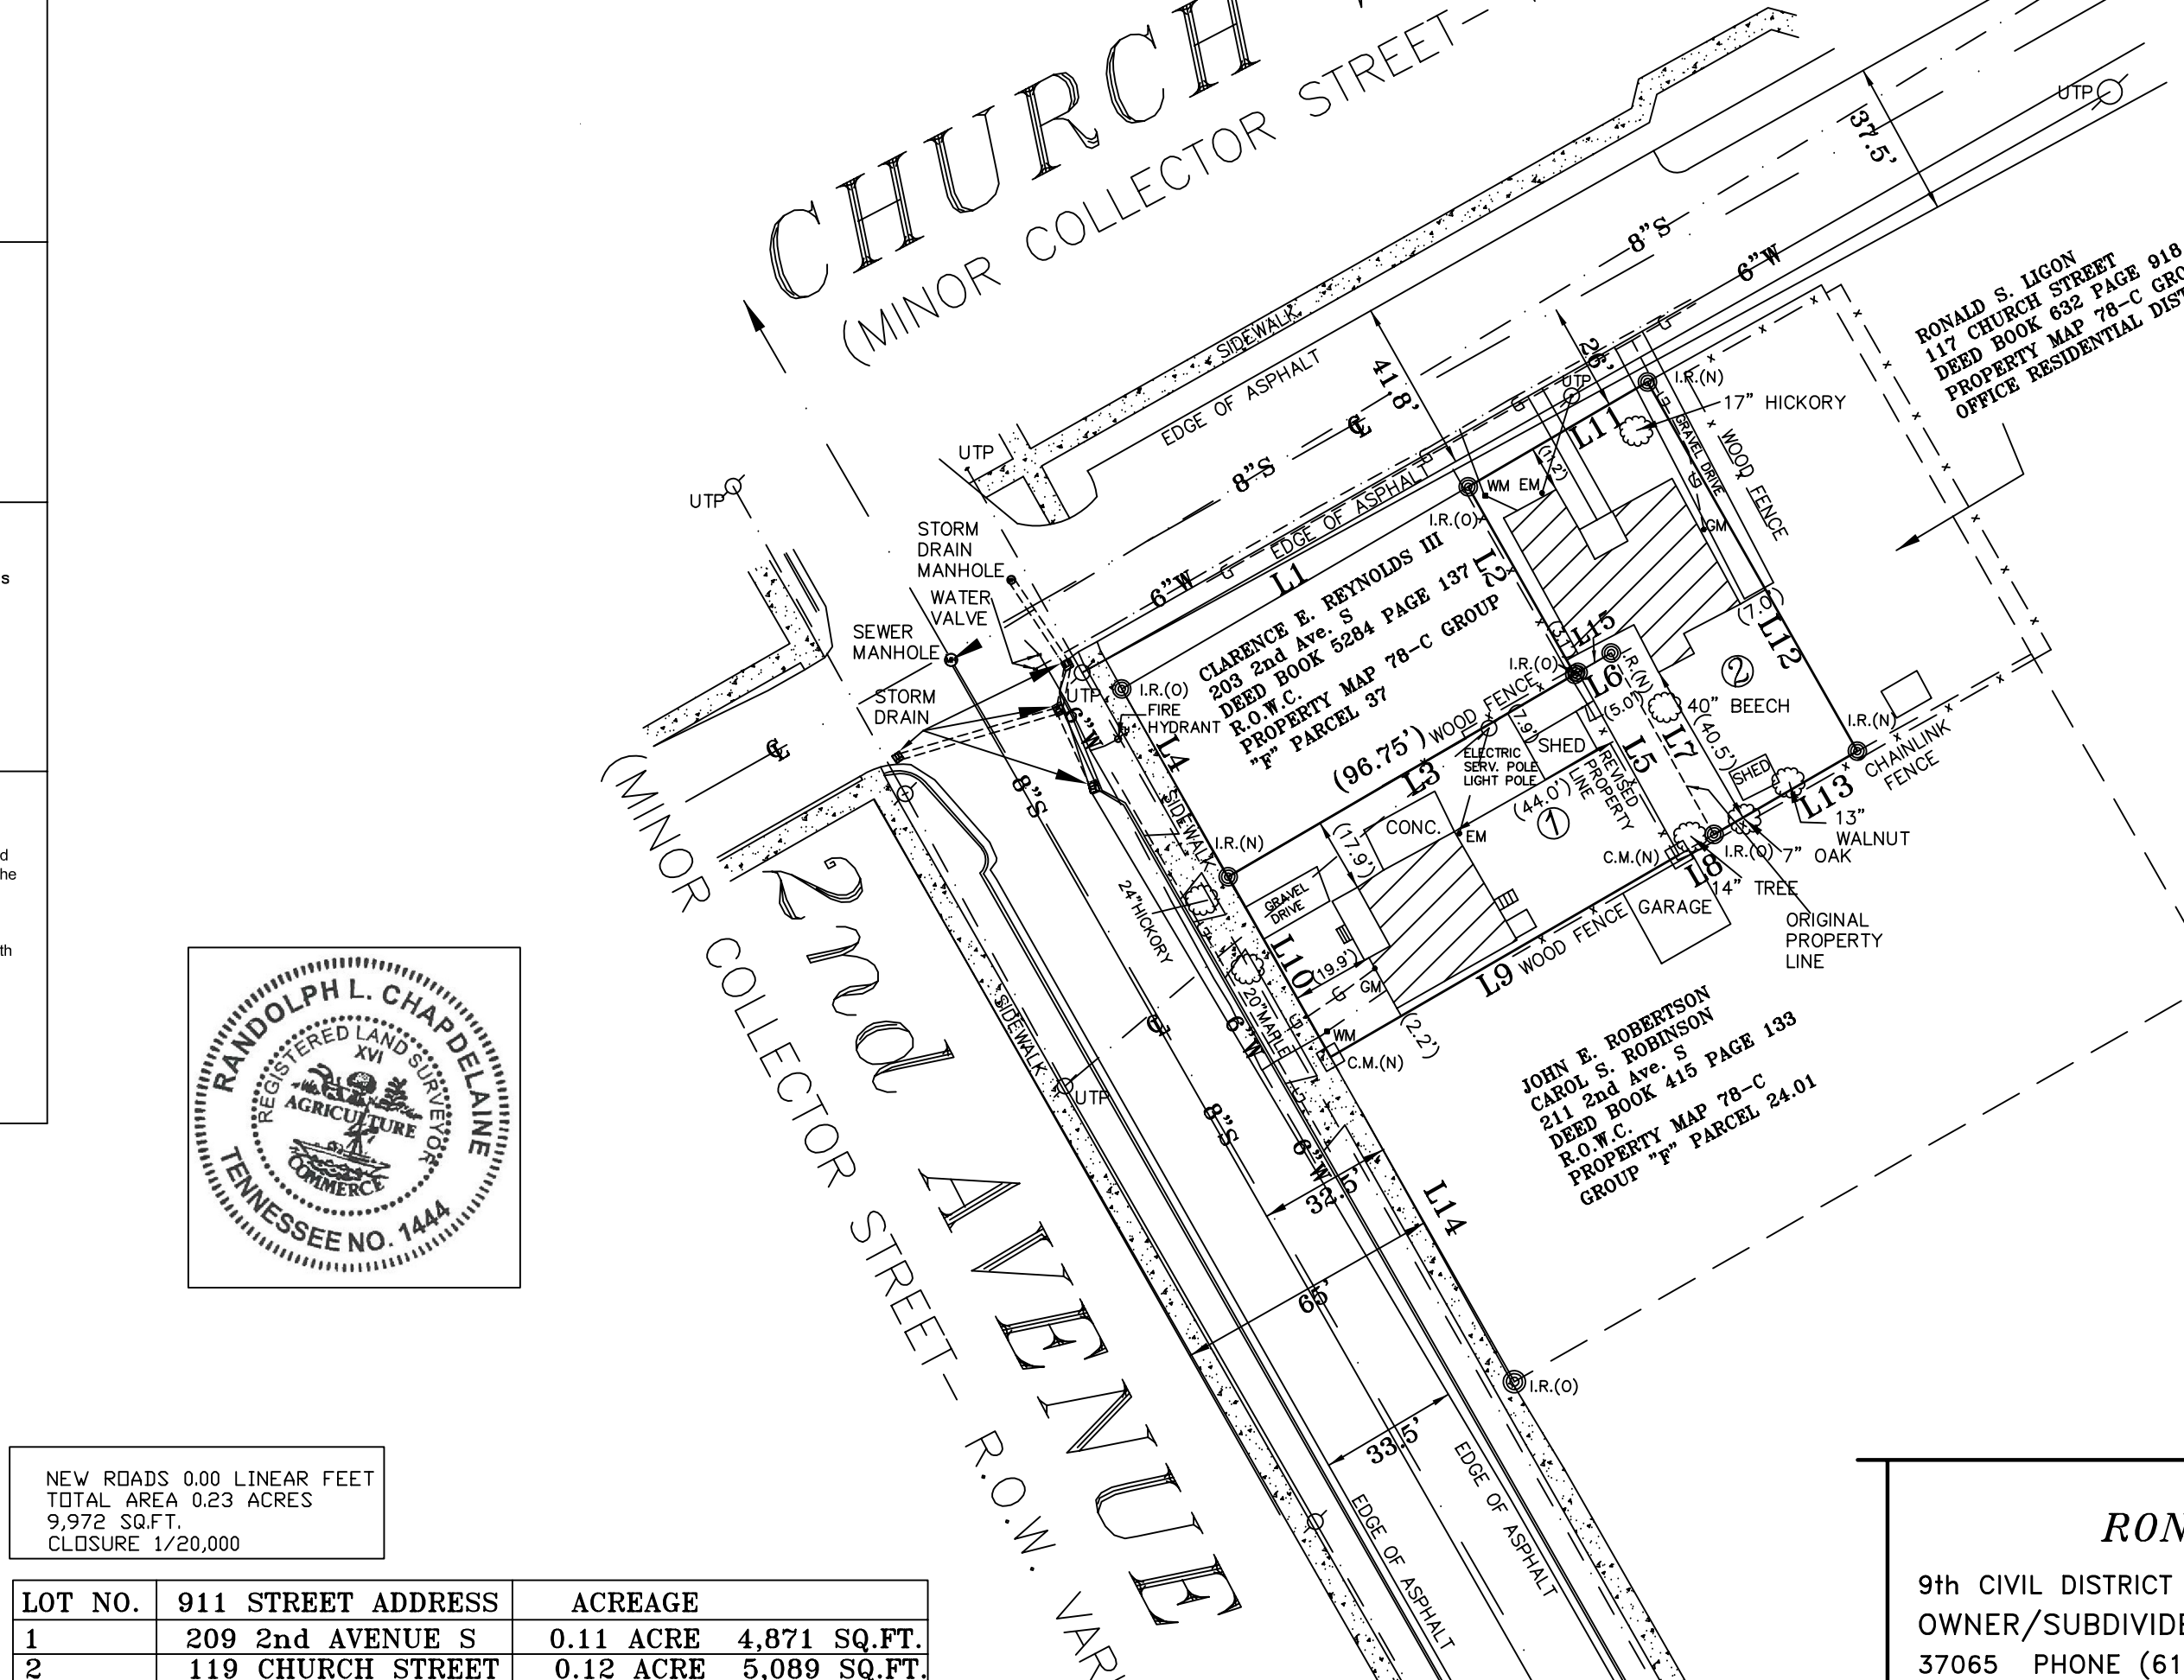 CHURCH
(MINOR COLLECTOR STREET-
UTP
37.5'
8"S
6"W
RONALD S. LIGON
117 CHURCH STREET
DEED BOOK 632 PAGE 918
PROPERTY MAP 78-C
OFFICE RESIDENTIAL
SIDEWALK
EDGE OF ASPHALT
41.8'
26'
UTP
I.R.(N)
17" HICKORY
L11
GRAVEL DRIVE
WOOD FENCE
(11.2')
WM EM
I.R.(O)
GM
CL
8"S
UTP
UTP
STORM
DRAIN
MANHOLE
WATER
VALVE
SEWER
MANHOLE
STORM
DRAIN
6"W
EDGE OF ASPHALT
L1
L2
CLARENCE E. REYNOLDS III
203 2nd Ave. S
DEED BOOK 5284 PAGE 137
R.O.W.C.
PROPERTY MAP 78-C GROUP
"F" PARCEL 37
L15
(7.0')
L12
I.R.(O)
I.R.(N)
L6
(5.0')
2
40" BEECH
UTP
I.R.(O)
FIRE
HYDRANT
6"W
L4
(96.75')
WOOD FENCE
L3
(7.9')
SHED
ELECTRIC
SERV. POLE
LIGHT POLE
REVISED
PROPERTY
LINE
L5
L7
(40.5')
SHED
I.R.(N)
CHAINLINK
FENCE
L13
13"
WALNUT
CL
8"S
SIDEWALK
I.R.(N)
(17.9')
CONC.
EM
(44.0')
1
C.M.(N)
I.R.(O)
7" OAK
L8
14" TREE
GARAGE
ORIGINAL
PROPERTY
LINE
24"HICKORY
GRAVEL
DRIVE
L10
(19.9')
GM
20"MAPLE
WM
C.M.(N)
(2.2')
L9
WOOD FENCE
JOHN E. ROBERTSON
CAROL S. ROBINSON
211 2nd Ave. S
DEED BOOK 415 PAGE 133
R.O.W.C.
PROPERTY MAP 78-C
GROUP "F" PARCEL 24.01
2nd AVENUE
(MINOR COLLECTOR STREET- R.O.W.
SIDEWALK
CL
UTP
6"W
8"S
6"W
32.5'
L14
65'
I.R.(O)
33.5'
EDGE OF ASPHALT
EDGE OF ASPHALT
RANDOLPH L. CHAPDELAINE
REGISTERED LAND SURVEYOR
XVI
AGRICULTURE
COMMERCE
TENNESSEE NO. 1444
NEW ROADS 0.00 LINEAR FEET
TOTAL AREA 0.23 ACRES
9,972 SQ.FT.
CLOSURE 1/20,000
LOT NO. 911 STREET ADDRESS ACREAGE
1 209 2nd AVENUE S 0.11 ACRE 4,871 SQ.FT.
2 119 CHURCH STREET 0.12 ACRE 5,089 SQ.FT.
9th CIVIL DISTRICT
37065 PHONE